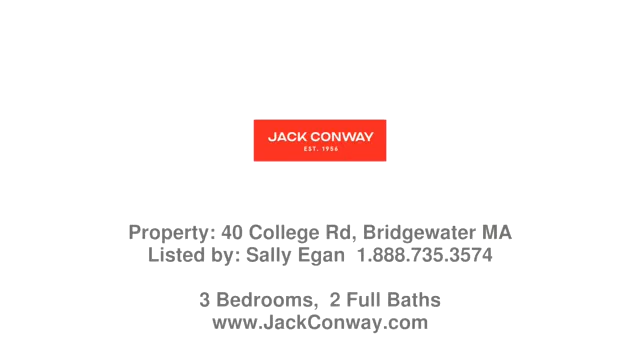 JACK CONWAY
EST. 1956
Property: 40 College Rd, Bridgewater MA
Listed by: Sally Egan  1.888.735.3574
3 Bedrooms,  2 Full Baths
www.JackConway.com